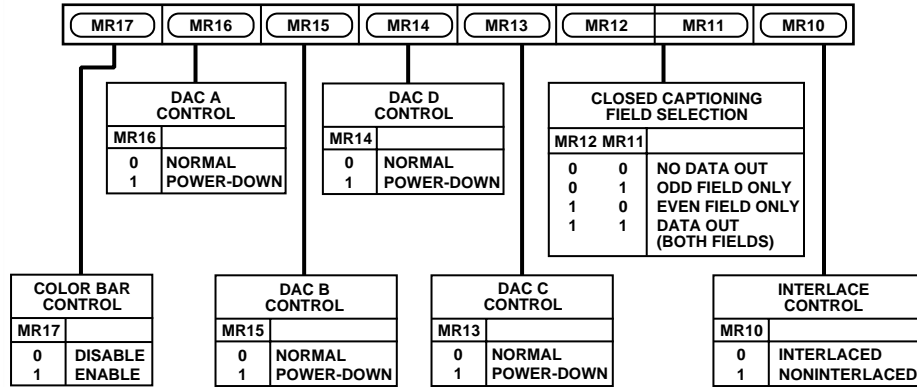 MR17 MR16 MR15 MR14 MR13 MR12 MR11 MR10
DAC A
CONTROL
MR16
0 NORMAL
1 POWER-DOWN
DAC D
CONTROL
MR14
0 NORMAL
1 POWER-DOWN
CLOSED CAPTIONING
FIELD SELECTION
MR12 MR11
0 0 NO DATA OUT
0 1 ODD FIELD ONLY
1 0 EVEN FIELD ONLY
1 1 DATA OUT
(BOTH FIELDS)
COLOR BAR
CONTROL
MR17
0 DISABLE
1 ENABLE
DAC B
CONTROL
MR15
0 NORMAL
1 POWER-DOWN
DAC C
CONTROL
MR13
0 NORMAL
1 POWER-DOWN
INTERLACE
CONTROL
MR10
0 INTERLACED
1 NONINTERLACED